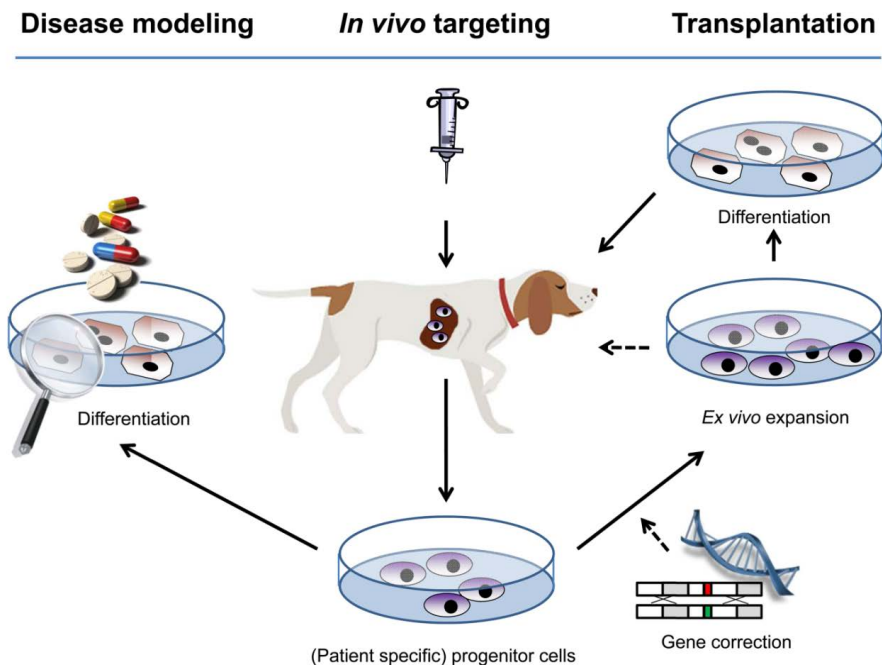 Disease modeling
In vivo targeting
Transplantation
Differentiation
Differentiation
Ex vivo expansion
(Patient specific) progenitor cells
Gene correction